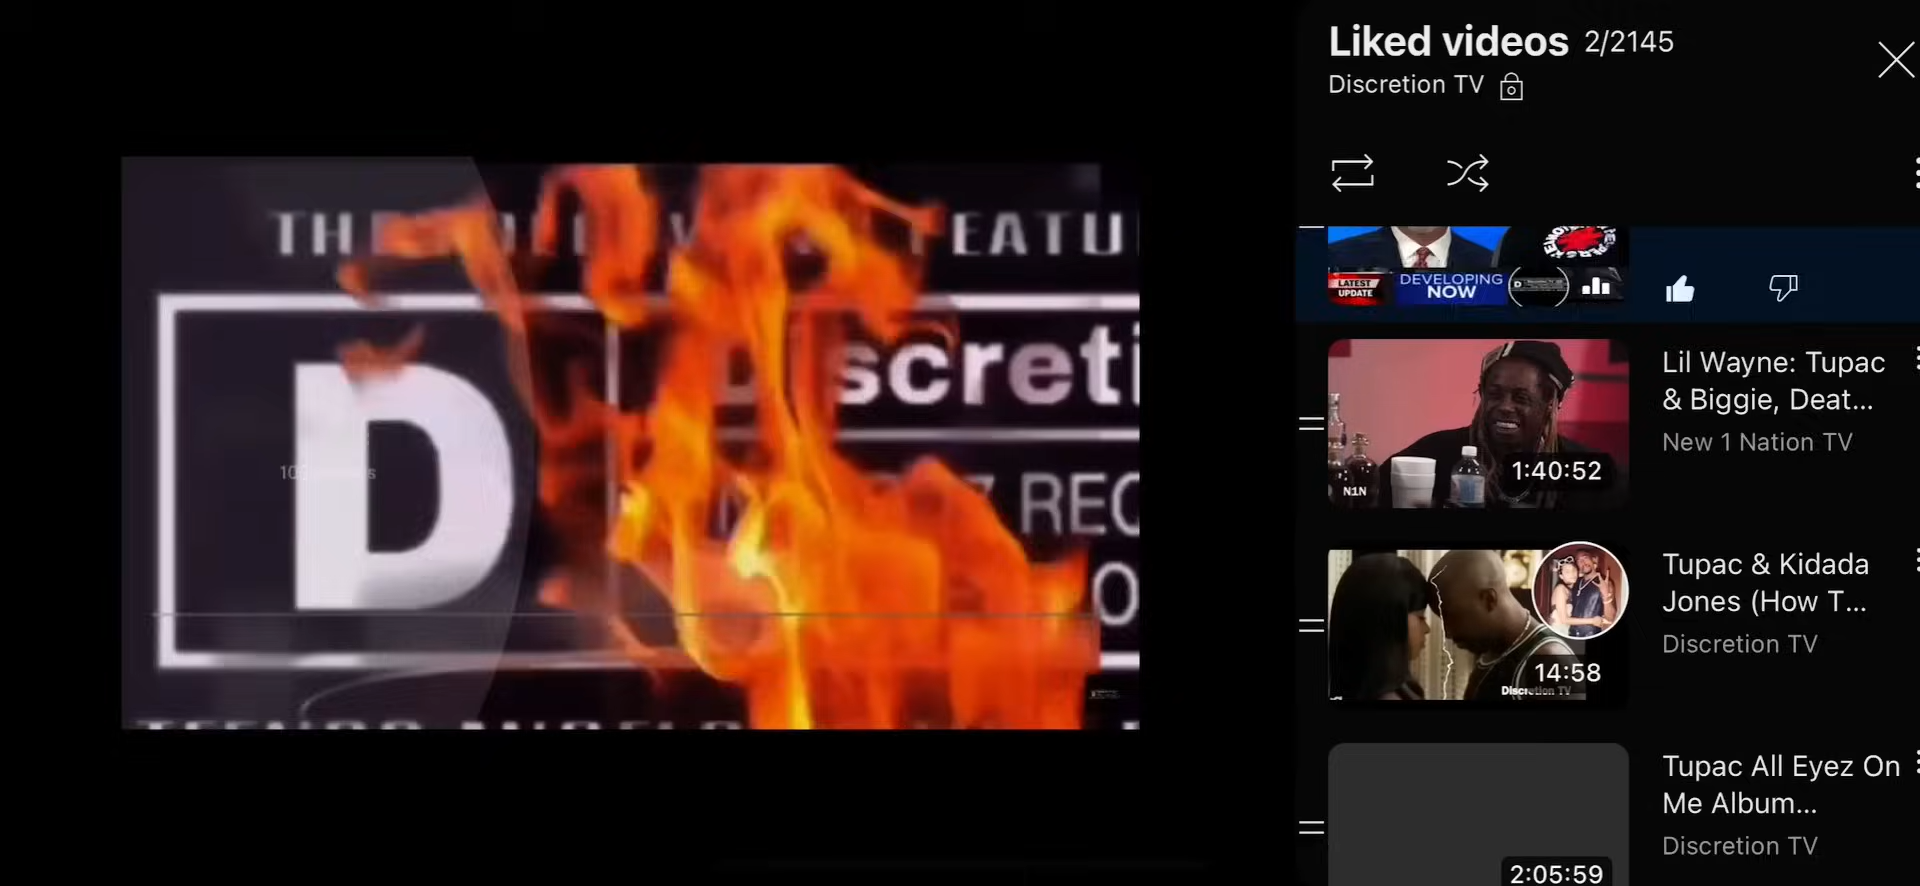 Liked videos 2/2145
Discretion TV
LATEST
UPDATE
DEVELOPING
NOW
D
Lil Wayne: Tupac
& Biggie, Deat...
New 1 Nation TV
1:40:52
N1N
Tupac & Kidada
Jones (How T...
Discretion TV
14:58
Discretion TV
Tupac All Eyez On
Me Album...
Discretion TV
2:05:59
TH
FEATU
D
screti
REC